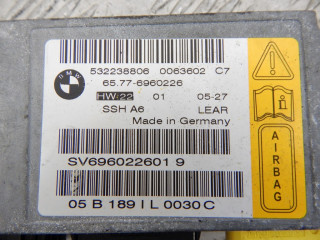 BMW
532238806 0063602 C7
65.77-6960226
HW:22 01 05-27
SSH A6 LEAR
Made in Germany
SV696022601 9
05 B 189 I L 0030 C
AIRBAG